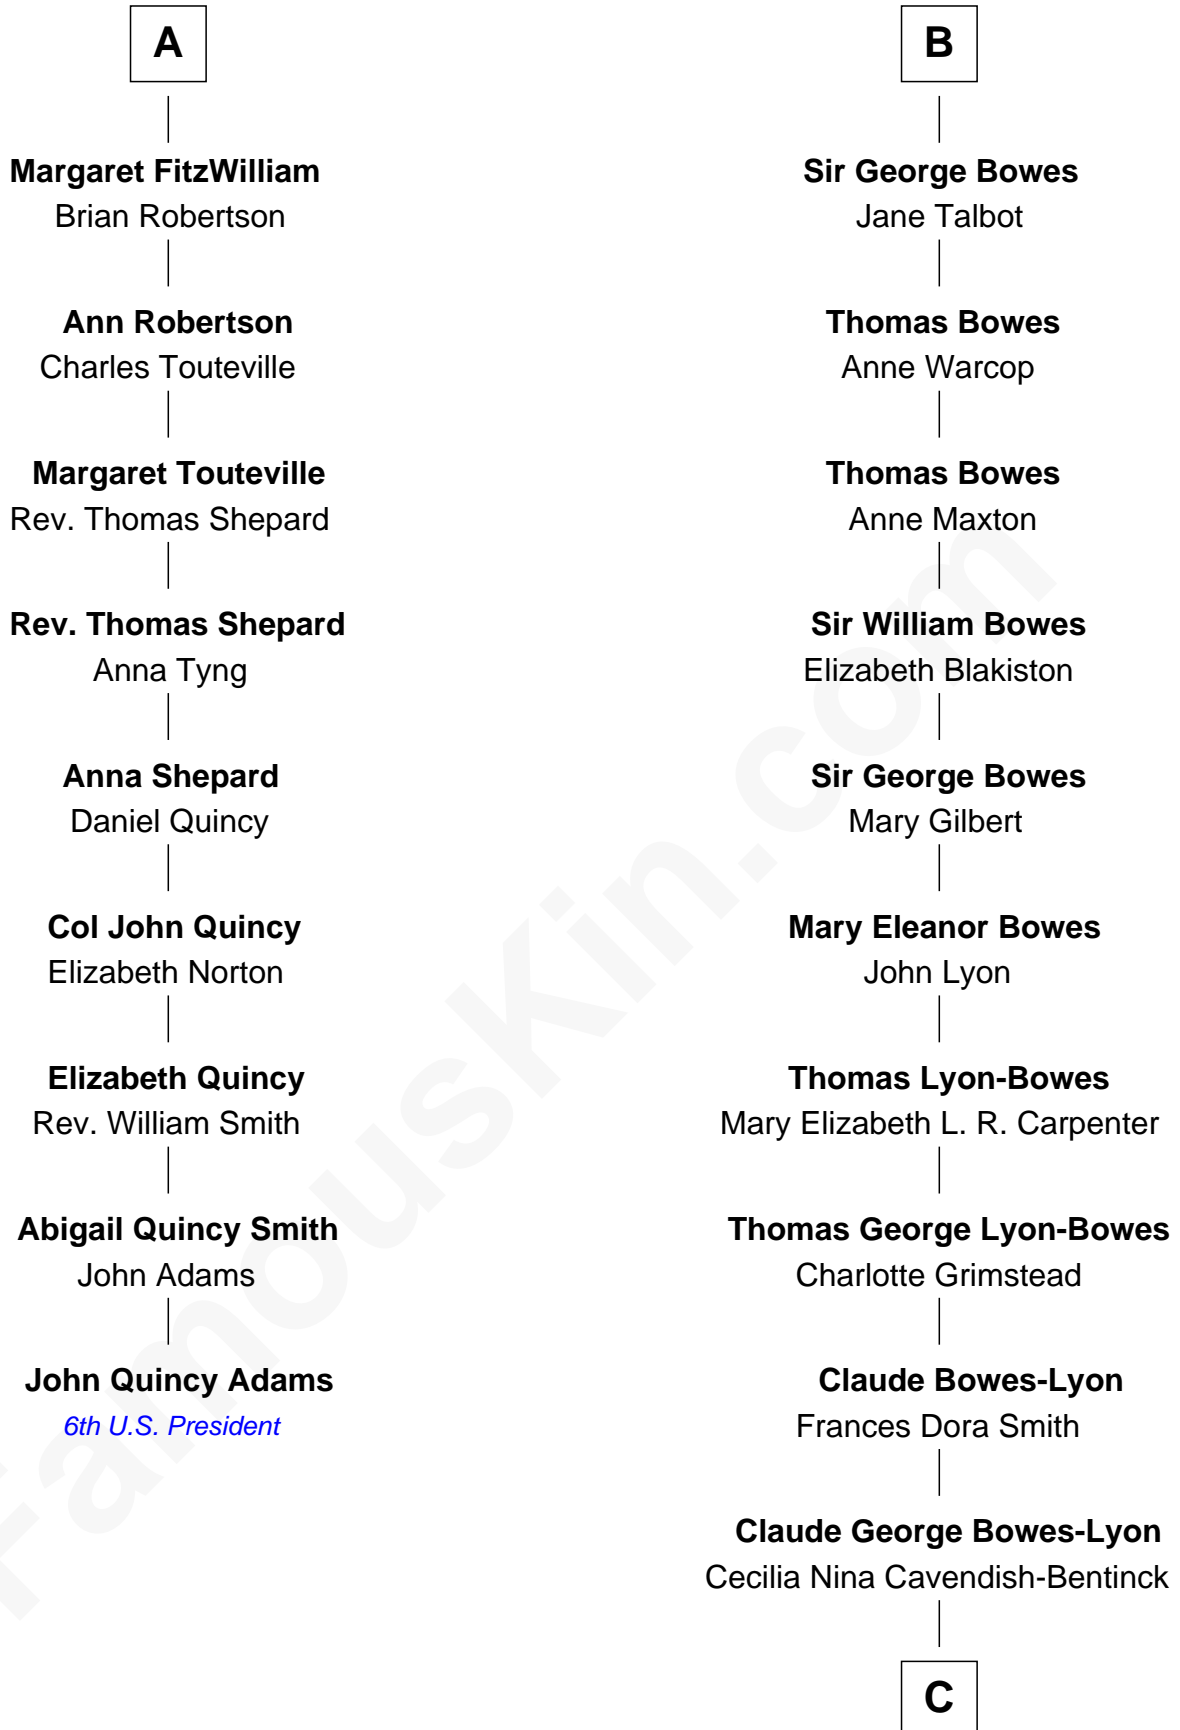 A
Margaret FitzWilliam
Brian Robertson
Ann Robertson
Charles Touteville
Margaret Touteville
Rev. Thomas Shepard
Rev. Thomas Shepard
Anna Tyng
Anna Shepard
Daniel Quincy
Col John Quincy
Elizabeth Norton
Elizabeth Quincy
Rev. William Smith
Abigail Quincy Smith
John Adams
John Quincy Adams
6th U.S. President
B
Sir George Bowes
Jane Talbot
Thomas Bowes
Anne Warcop
Thomas Bowes
Anne Maxton
Sir William Bowes
Elizabeth Blakiston
Sir George Bowes
Mary Gilbert
Mary Eleanor Bowes
John Lyon
Thomas Lyon-Bowes
Mary Elizabeth L. R. Carpenter
Thomas George Lyon-Bowes
Charlotte Grimstead
Claude Bowes-Lyon
Frances Dora Smith
Claude George Bowes-Lyon
Cecilia Nina Cavendish-Bentinck
C
FamousKin.com